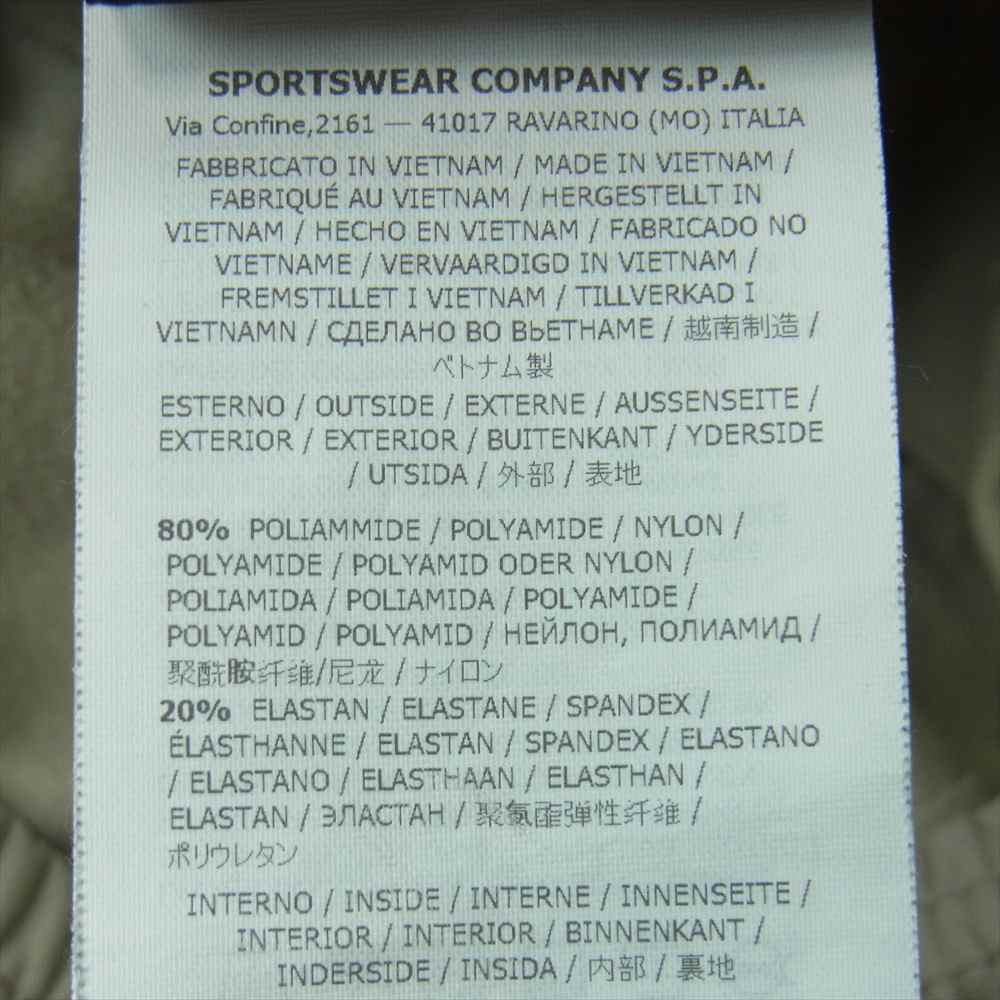 SPORTSWEAR COMPANY S.P.A.
Via Confine,2161 — 41017 RAVARINO (MO) ITALIA
FABBRICATO IN VIETNAM / MADE IN VIETNAM /
FABRIQUÉ AU VIETNAM / HERGESTELLT IN
VIETNAM / HECHO EN VIETNAM / FABRICADO NO
VIETNAME / VERVAARDIGD IN VIETNAM /
FREMSTILLET I VIETNAM / TILLVERKAD I
VIETNAMN / СДЕЛАНО ВО ВЬЕТНАМЕ / 越南制造 /
ベトナム製
ESTERNO / OUTSIDE / EXTERNE / AUSSENSEITE /
EXTERIOR / EXTERIOR / BUITENKANT / YDERSIDE
/ UTSIDA / 外部 / 表地
80% POLIAMMIDE / POLYAMIDE / NYLON /
POLYAMIDE / POLYAMID ODER NYLON /
POLIAMIDA / POLIAMIDA / POLYAMIDE /
POLYAMID / POLYAMID / НЕЙЛОН, ПОЛИАМИД /
聚酰胺纤维/尼龙 / ナイロン
20% ELASTAN / ELASTANE / SPANDEX /
ÉLASTHANNE / ELASTAN / SPANDEX / ELASTANO
/ ELASTANO / ELASTHAAN / ELASTHAN /
ELASTAN / ЭЛАСТАН / 聚氨酯弹性纤维 /
ポリウレタン
INTERNO / INSIDE / INTERNE / INNENSEITE /
INTERIOR / INTERIOR / BINNENKANT /
INDERSIDE / INSIDA / 内部 / 裏地